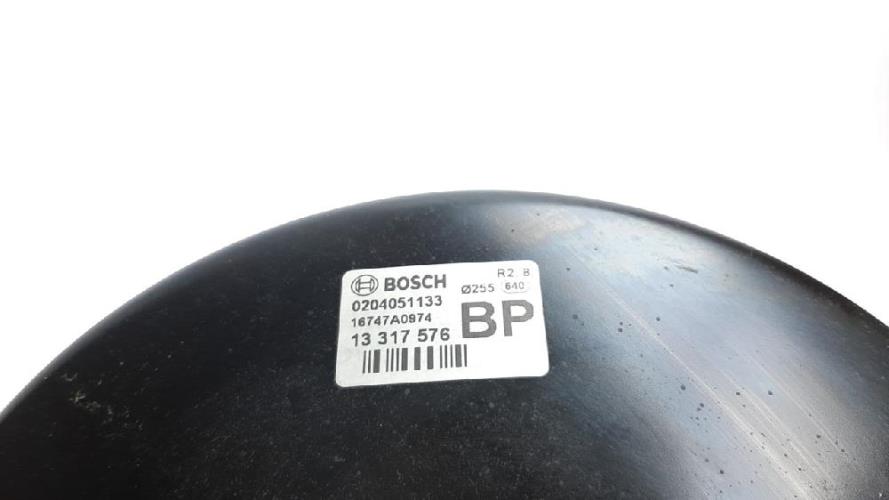 BOSCH
R2 8
0204051133
Ø255 640
16747A0974
BP
13 317 576